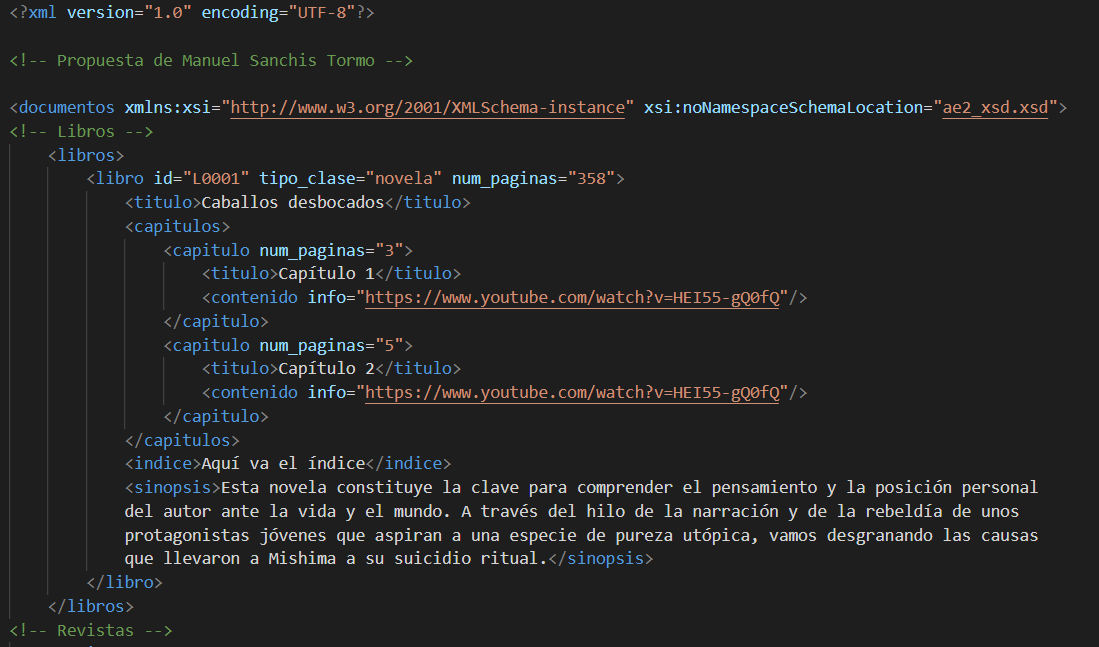 <?xml version="1.0" encoding="UTF-8"?>
<!-- Propuesta de Manuel Sanchis Tormo -->
<documentos xmlns:xsi="http://www.w3.org/2001/XMLSchema-instance" xsi:noNamespaceSchemaLocation="ae2_xsd.xsd">
<!-- Libros -->
<libros>
<libro id="L0001" tipo_clase="novela" num_paginas="358">
<titulo>Caballos desbocados</titulo>
<capitulos>
<capitulo num_paginas="3">
<titulo>Capítulo 1</titulo>
<contenido info="https://www.youtube.com/watch?v=HEI55-gQ0fQ"/>
</capitulo>
<capitulo num_paginas="5">
<titulo>Capítulo 2</titulo>
<contenido info="https://www.youtube.com/watch?v=HEI55-gQ0fQ"/>
</capitulo>
</capitulos>
<indice>Aquí va el índice</indice>
<sinopsis>Esta novela constituye la clave para comprender el pensamiento y la posición personal
del autor ante la vida y el mundo. A través del hilo de la narración y de la rebeldía de unos
protagonistas jóvenes que aspiran a una especie de pureza utópica, vamos desgranando las causas
que llevaron a Mishima a su suicidio ritual.</sinopsis>
</libro>
</libros>
<!-- Revistas -->